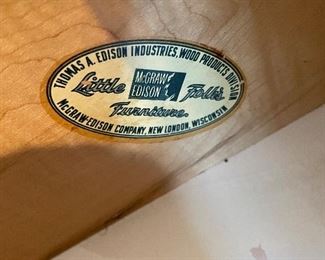 THOMAS A. EDISON INDUSTRIES, WOOD PRODUCTS DIVISION
Little McGRAW EDISON Folks
Furniture.
McGRAW-EDISON COMPANY, NEW LONDON, WISCONSIN